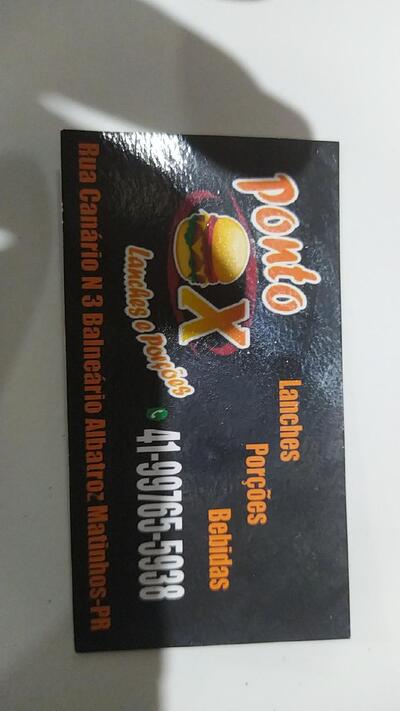 Ponto
X
Lanches e porções
Lanches
Porções
Bebidas
41-99765-5938
Rua Canário N 3 Balneário Albatroz Matinhos-PR